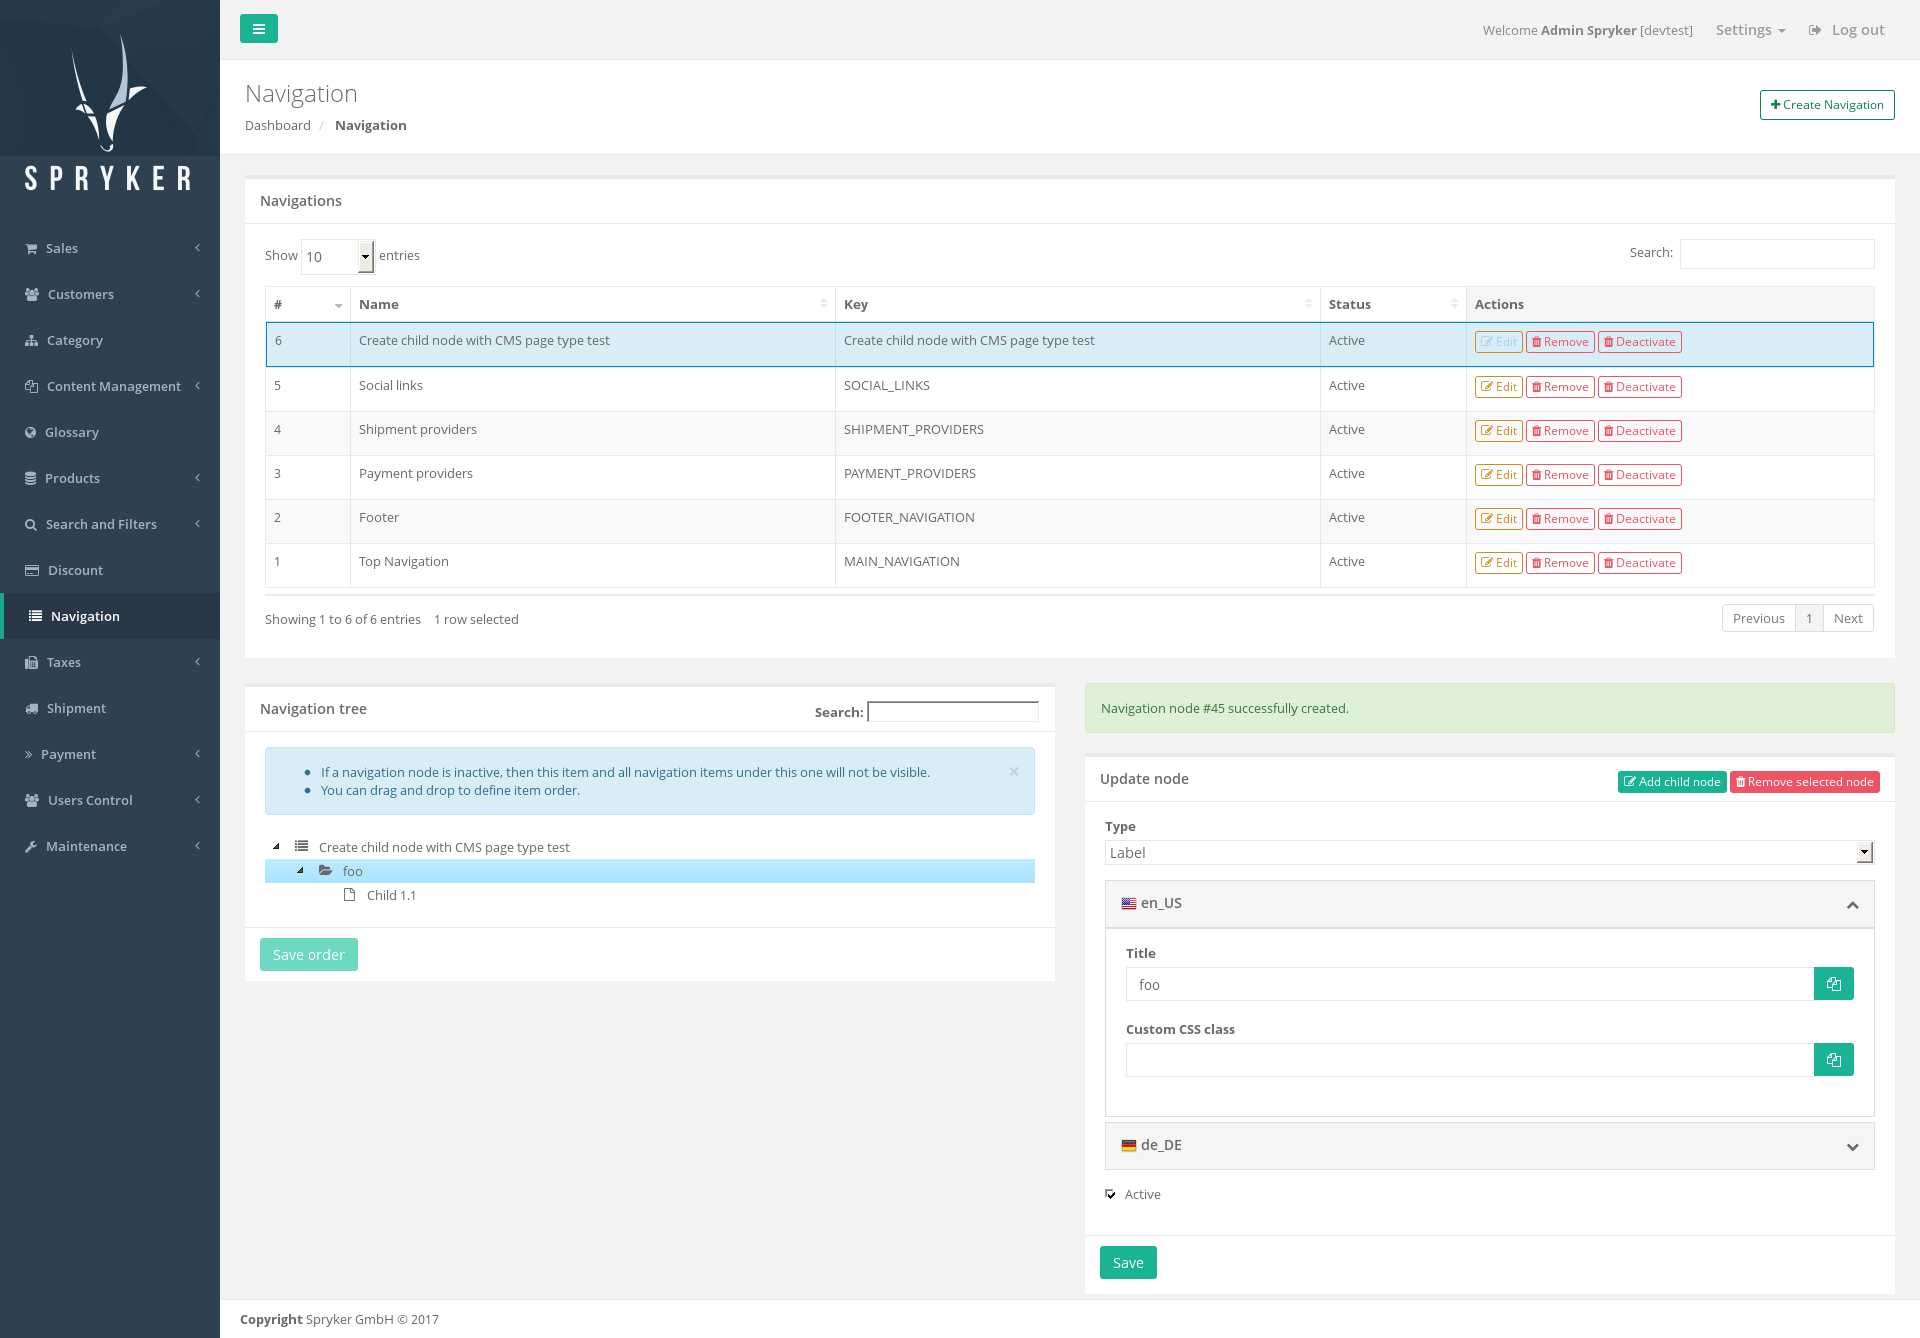 Welcome Admin Spryker [devtest] Settings Log out
SPRYKER
Sales
Customers
Category
Content Management
Glossary
Products
Search and Filters
Discount
Navigation
Taxes
Shipment
Payment
Users Control
Maintenance
Navigation
Dashboard / Navigation
Create Navigation
Navigations
Show 10 entries
Search:
# Name Key Status Actions
6 Create child node with CMS page type test Create child node with CMS page type test Active Edit Remove Deactivate
5 Social links SOCIAL_LINKS Active Edit Remove Deactivate
4 Shipment providers SHIPMENT_PROVIDERS Active Edit Remove Deactivate
3 Payment providers PAYMENT_PROVIDERS Active Edit Remove Deactivate
2 Footer FOOTER_NAVIGATION Active Edit Remove Deactivate
1 Top Navigation MAIN_NAVIGATION Active Edit Remove Deactivate
Showing 1 to 6 of 6 entries 1 row selected
Previous 1 Next
Navigation tree
Search:
If a navigation node is inactive, then this item and all navigation items under this one will not be visible.
You can drag and drop to define item order.
×
Create child node with CMS page type test
foo
Child 1.1
Save order
Navigation node #45 successfully created.
Update node
Add child node Remove selected node
Type
Label
en_US
Title
foo
Custom CSS class
de_DE
Active
Save
Copyright Spryker GmbH © 2017